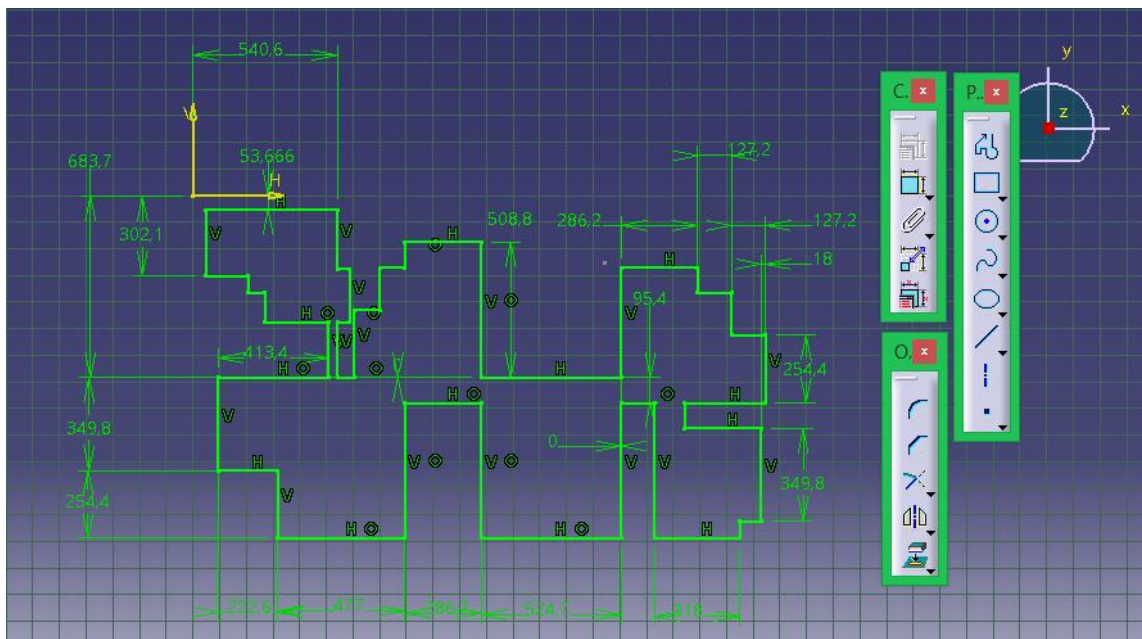 540,6
C.
P...
y
z
x
V
53,666
H
H
127,2
683,7
302,1
V
V
508,8
H
286,2
127,2
H
18
V
V
V
95,4
V
H
V
413,4
H
H
V
254,4
O..
H
H
V
H
349,8
0
V
V
V
V
V
V
H
V
349,8
254,4
H
H
H
222,6
477
286,2
524,7
318